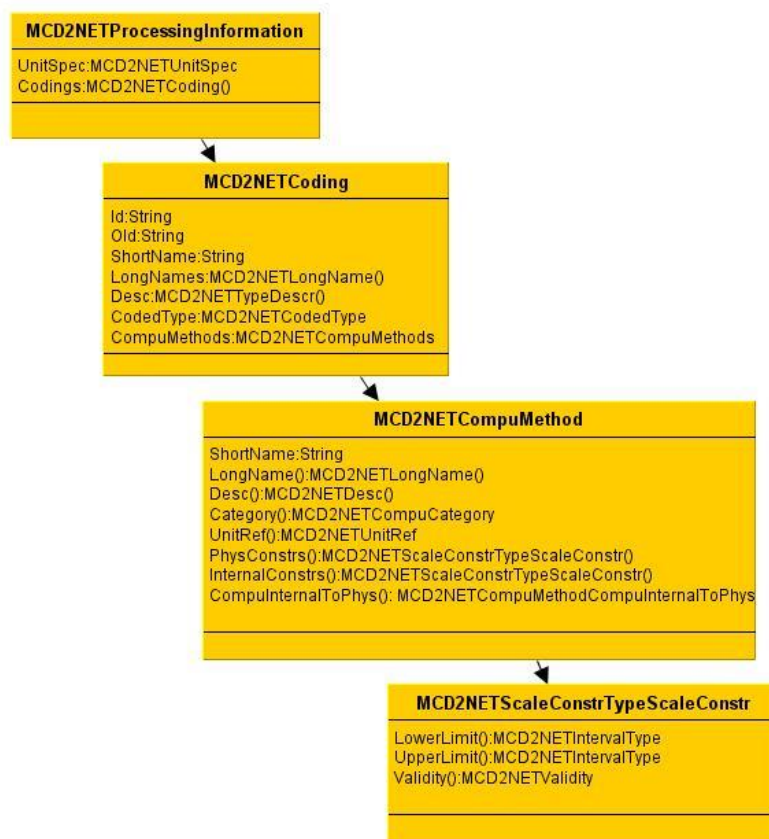 MCD2NETProcessingInformation
UnitSpec:MCD2NETUnitSpec
Codings:MCD2NETCoding()
MCD2NETCoding
Id:String
OId:String
ShortName:String
LongNames:MCD2NETLongName()
Desc:MCD2NETTypeDescr()
CodedType:MCD2NETCodedType
CompuMethods:MCD2NETCompuMethods
MCD2NETCompuMethod
ShortName:String
LongName():MCD2NETLongName()
Desc():MCD2NETDesc()
Category():MCD2NETCompuCategory
UnitRef():MCD2NETUnitRef
PhysConstrs():MCD2NETScaleConstrTypeScaleConstr()
InternalConstrs():MCD2NETScaleConstrTypeScaleConstr()
CompuInternalToPhys(): MCD2NETCompuMethodCompuInternalToPhys
MCD2NETScaleConstrTypeScaleConstr
LowerLimit():MCD2NETIntervalType
UpperLimit():MCD2NETIntervalType
Validity():MCD2NETValidity